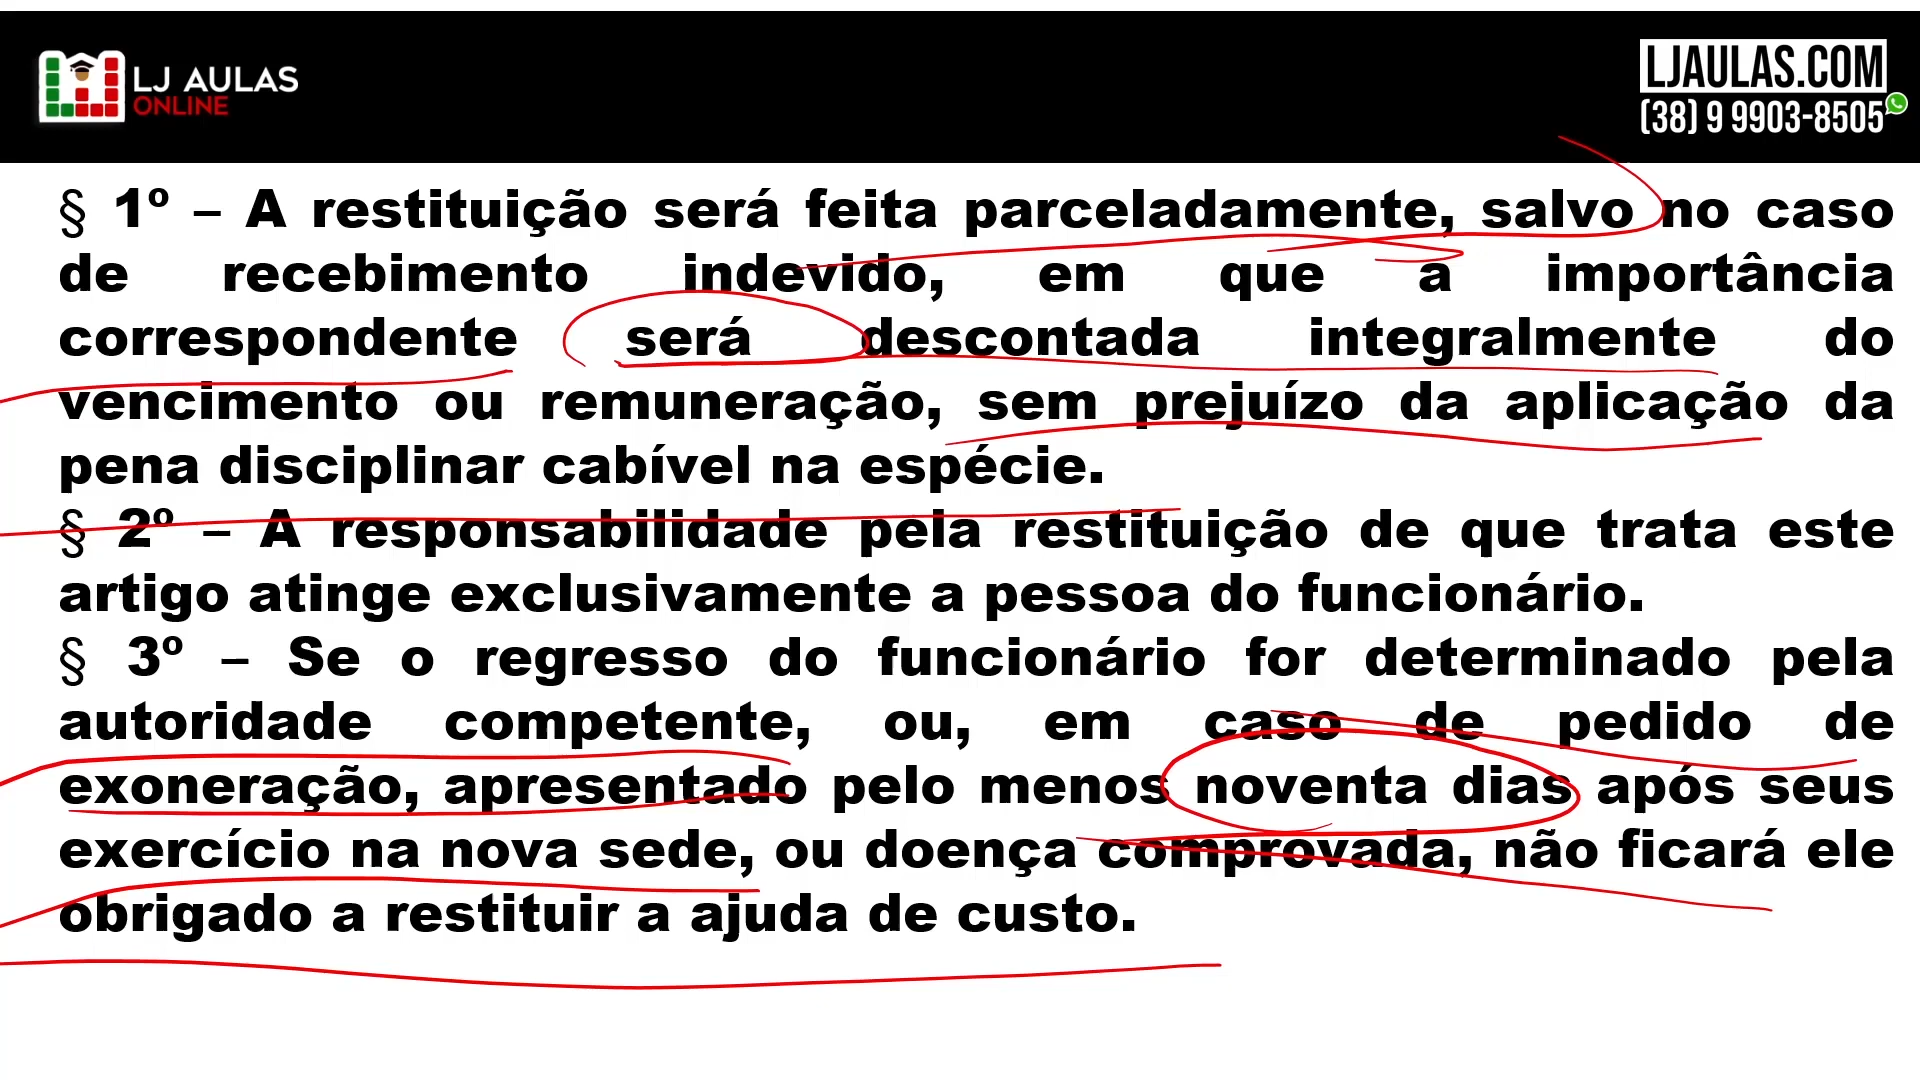 LJ AULAS
ONLINE
LJAULAS.COM
(38) 9 9903-8505
§ 1º – A restituição será feita parceladamente, salvo no caso
de recebimento indevido, em que a importância
correspondente será descontada integralmente do
vencimento ou remuneração, sem prejuízo da aplicação da
pena disciplinar cabível na espécie.
§ 2º – A responsabilidade pela restituição de que trata este
artigo atinge exclusivamente a pessoa do funcionário.
§ 3º – Se o regresso do funcionário for determinado pela
autoridade competente, ou, em caso de pedido de
exoneração, apresentado pelo menos noventa dias após seus
exercício na nova sede, ou doença comprovada, não ficará ele
obrigado a restituir a ajuda de custo.